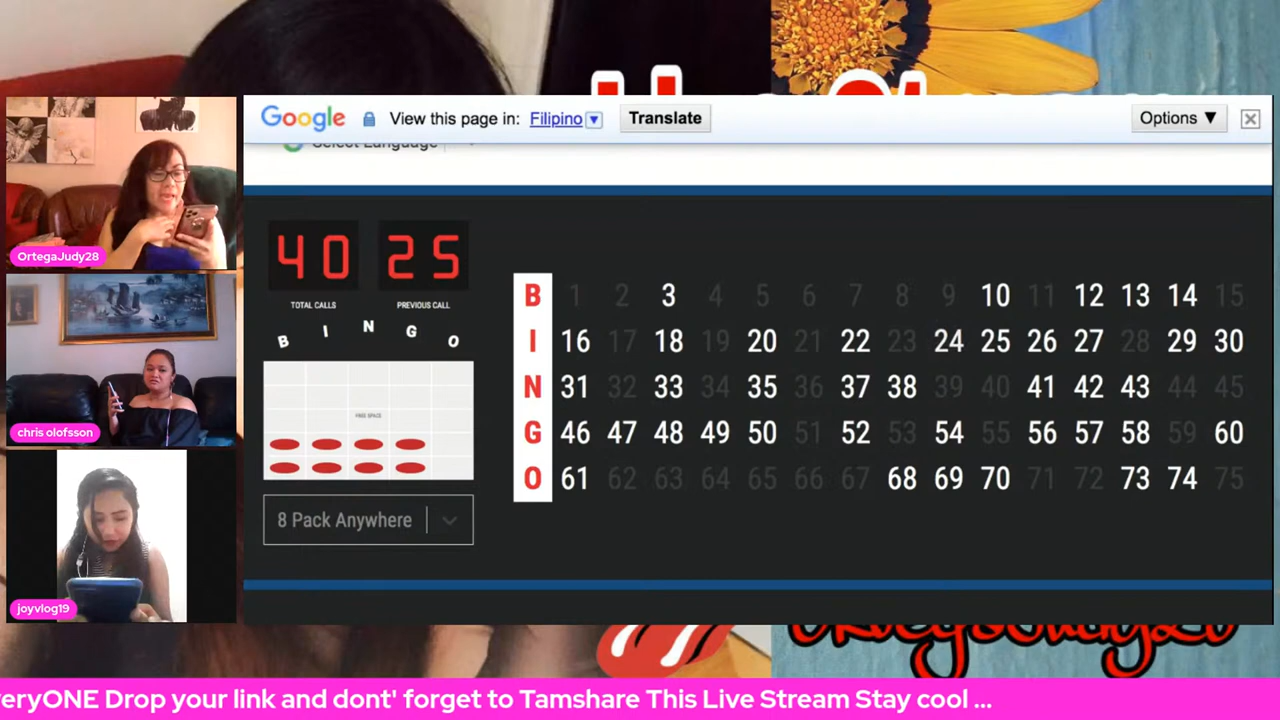 Google View this page in: Filipino Translate Options ▼
Select Language
40 25
TOTAL CALLS PREVIOUS CALL
B I N G O
FREE SPACE
8 Pack Anywhere
B 1 2 3 4 5 6 7 8 9 10 11 12 13 14 15
I 16 17 18 19 20 21 22 23 24 25 26 27 28 29 30
N 31 32 33 34 35 36 37 38 39 40 41 42 43 44 45
G 46 47 48 49 50 51 52 53 54 55 56 57 58 59 60
O 61 62 63 64 65 66 67 68 69 70 71 72 73 74 75
OrtegaJudy28
chris olofsson
joyvlog19
eryONE Drop your link and dont' forget to Tamshare This Live Stream Stay cool ...